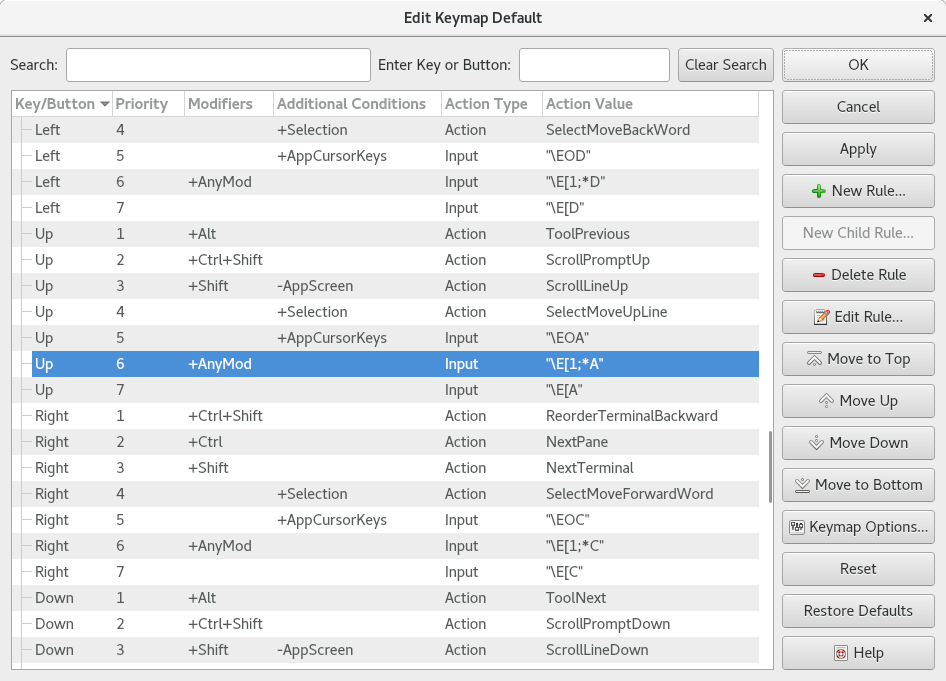 Edit Keymap Default
Search: Enter Key or Button: Clear Search OK
Key/Button Priority Modifiers Additional Conditions Action Type Action Value Cancel
Left 4 +Selection Action SelectMoveBackWord
Left 5 +AppCursorKeys Input "\EOD" Apply
Left 6 +AnyMod Input "\E[1;*D" New Rule...
Left 7 Input "\E[D"
Up 1 +Alt Action ToolPrevious New Child Rule...
Up 2 +Ctrl+Shift Action ScrollPromptUp
Up 3 +Shift -AppScreen Action ScrollLineUp Delete Rule
Up 4 +Selection Action SelectMoveUpLine Edit Rule...
Up 5 +AppCursorKeys Input "\EOA"
Up 6 +AnyMod Input "\E[1;*A" Move to Top
Up 7 Input "\E[A" Move Up
Right 1 +Ctrl+Shift Action ReorderTerminalBackward
Right 2 +Ctrl Action NextPane Move Down
Right 3 +Shift Action NextTerminal
Right 4 +Selection Action SelectMoveForwardWord Move to Bottom
Right 5 +AppCursorKeys Input "\EOC" Keymap Options...
Right 6 +AnyMod Input "\E[1;*C"
Right 7 Input "\E[C" Reset
Down 1 +Alt Action ToolNext Restore Defaults
Down 2 +Ctrl+Shift Action ScrollPromptDown
Down 3 +Shift -AppScreen Action ScrollLineDown Help